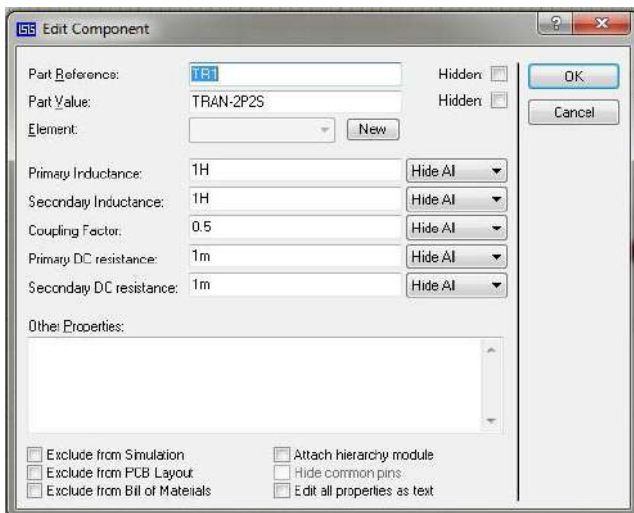 ISIS Edit Component
Part Reference: TR1 Hidden: OK
Part Value: TRAN-2P2S Hidden: Cancel
Element: New
Primary Inductance: 1H Hide All
Secondary Inductance: 1H Hide All
Coupling Factor: 0.5 Hide All
Primary DC resistance: 1m Hide All
Secondary DC resistance: 1m Hide All
Other Properties:
Exclude from Simulation Attach hierarchy module
Exclude from PCB Layout Hide common pins
Exclude from Bill of Materials Edit all properties as text